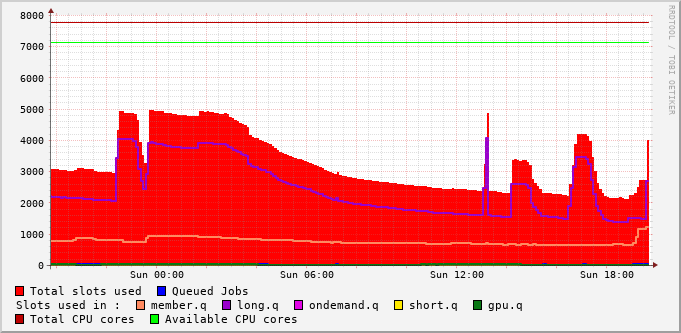 8000
7000
6000
5000
4000
3000
2000
1000
0
Sun 00:00 Sun 06:00 Sun 12:00 Sun 18:00
RRDTOOL / TOBI OETIKER
Total slots used Queued Jobs
Slots used in : member.q long.q ondemand.q short.q gpu.q
Total CPU cores Available CPU cores